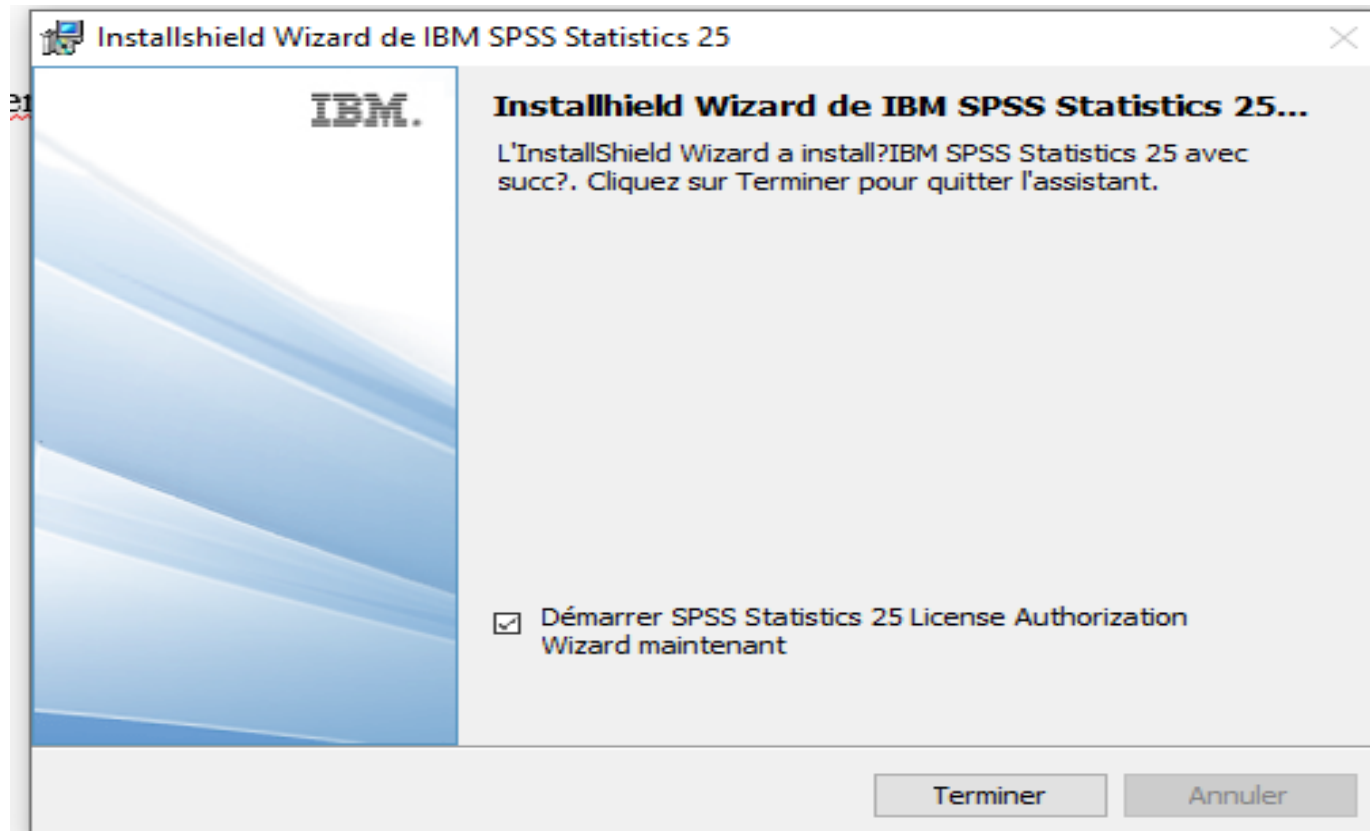 Installshield Wizard de IBM SPSS Statistics 25
er
IBM.
Installhield Wizard de IBM SPSS Statistics 25...
L'InstallShield Wizard a install?IBM SPSS Statistics 25 avec
succ?. Cliquez sur Terminer pour quitter l'assistant.
Démarrer SPSS Statistics 25 License Authorization
Wizard maintenant
Terminer
Annuler